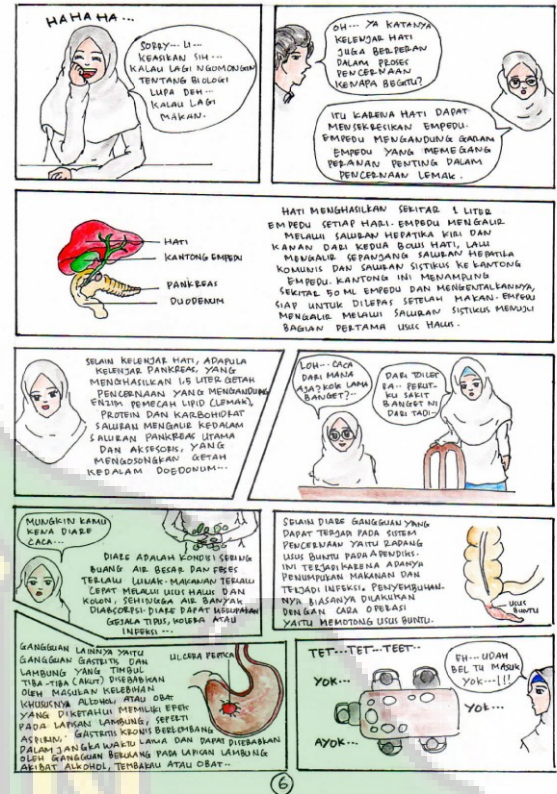 HAHAHA...
SORRY... LI...
KEASIKAN SIH...
KALAU LAGI NGOMONGIN
TENTANG BIOLOGI
LUPA DEH...
KALAU LAGI
MAKAN.
OH... YA KATANYA
KELENJAR HATI
JUGA BERPERAN
DALAM PROSES
PENCERNAAN
KENAPA BEGITU?
ITU KARENA HATI DAPAT
MENSEKRESIKAN EMPEDU.
EMPEDU MENGANDUNG GARAM
EMPEDU YANG MEMEGANG
PERANAN PENTING DALAM
PENCERNAAN LEMAK.
HATI
KANTONG EMPEDU
PANKREAS
DUODENUM
HATI MENGHASILKAN SEKITAR 1 LITER
EMPEDU SETIAP HARI. EMPEDU MENGALIR
MELALUI SALURAN HEPATIKA KIRI DAN
KANAN DARI KEDUA BOLUS HATI, LALU
MENGALIR SEPANJANG SALURAN HEPATIKA
KOMUNIS DAN SALURAN SISTIKUS KE KANTONG
EMPEDU. KANTONG INI MENAMPUNG
SEKITAR 50 ML EMPEDU DAN MENGENTALKANNYA,
SIAP UNTUK DILEPAS SETELAH MAKAN. EMPEDU
MENGALIR MELALUI SALURAN SISTIKUS MENUJU
BAGIAN PERTAMA USUS HALUS.
SELAIN KELENJAR HATI, ADAPULA
KELENJAR PANKREAS, YANG
MENGHASILKAN 1,5 LITER GETAH
PENCERNAAN YANG MENGANDUNG
ENZIM PEMECAH LIPID (LEMAK),
PROTEIN DAN KARBOHIDRAT
SALURAN MENGALIR KEDALAM
SALURAN PANKREAS UTAMA
DAN AKSESORIS, YANG
MENGOSONGKAN GETAH
KEDALAM DOEDONUM...
LOH... CACA
DARI MANA
AJA? KOK LAMA
BANGET?..
DARI TOILET
RA.. PERUT-
KU SAKIT
BANGET NI
DARI TADI...
MUNGKIN KAMU
KENA DIARE
CACA...
DIARE ADALAH KONDISI SERING
BUANG AIR BESAR DAN FESES
TERLALU LUNAK. MAKANAN TERLALU
CEPAT MELALUI USUS HALUS DAN
KOLON, SEHINGGA AIR BANYAK
DIABSORPSI. DIARE DAPAT MERUPAKAN
GEJALA TIPUS, KOLERA ATAU
INFEKSI...
SELAIN DIARE GANGGUAN YANG
DAPAT TERJADI PADA SISTEM
PENCERNAAN YAITU RADANG
USUS BUNTU PADA APENDIKS.
INI TERJADI KARENA ADANYA
PENUMPUKAN MAKANAN DAN
TERJADI INFEKSI. PENYEMBUHAN-
NYA BIASANYA DILAKUKAN
DENGAN CARA OPERASI
YAITU MEMOTONG USUS BUNTU.
USUS
BUNTU
GANGGUAN LAINNYA YAITU
GANGGUAN GASTRITIS DAN
LAMBUNG YANG TIMBUL
TIBA-TIBA (AKUT) DISEBABKAN
OLEH MASUKAN KELEBIHAN
KHUSUSNYA ALKOHOL ATAU OBAT
YANG DIKETAHUI MEMILIKI EFEK
PADA LAPISAN LAMBUNG, SEPERTI
ASPIRIN,. GASTRITIS KRONIS BERKEMBANG
DALAM JANGKA WAKTU LAMA DAN DAPAT DISEBABKAN
OLEH GANGGUAN BERULANG PADA LAPISAN LAMBUNG
AKIBAT ALKOHOL, TEMBAKAU ATAU OBAT..
ULCERA PEPTICA
TET...TET...TEET..
YOK...
YOK...
AYOK...
EH... UDAH
BEL TU MASUK
YOK...!!!
6